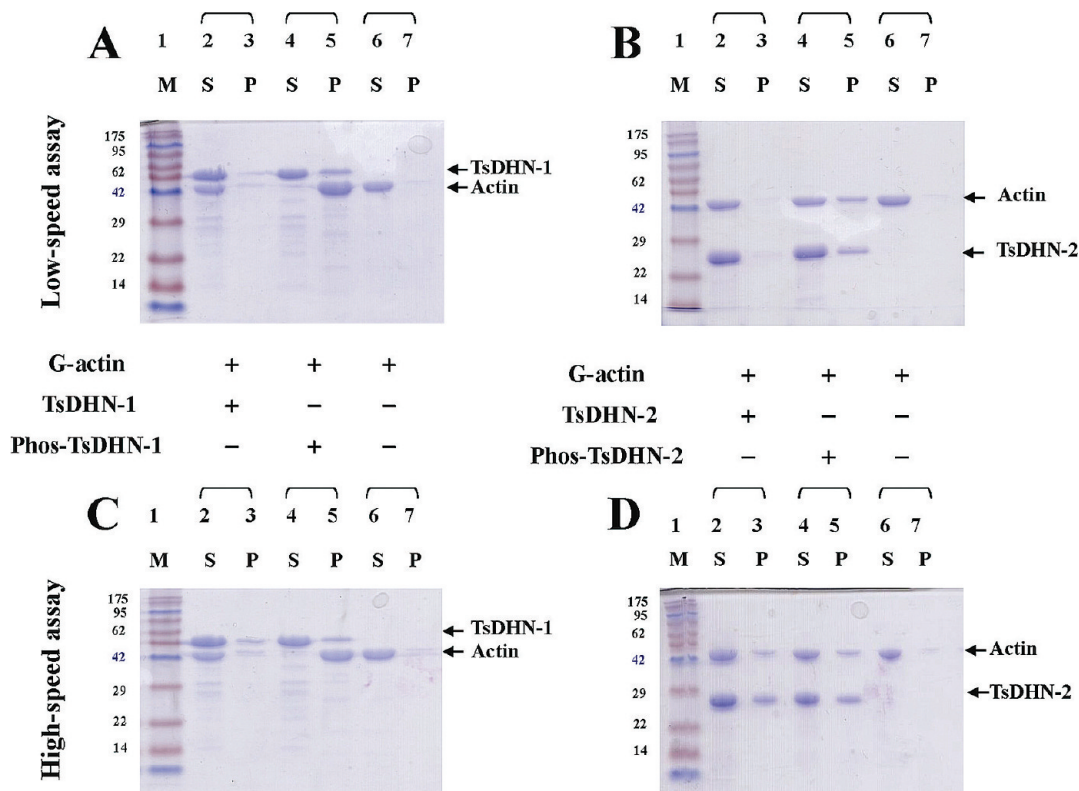 A
1 2 3 4 5 6 7
M S P S P S P
Low-speed assay
175
95
62
42
29
22
14
TsDHN-1
Actin
B
1 2 3 4 5 6 7
M S P S P S P
175
95
62
42
29
22
14
Actin
TsDHN-2
G-actin + + +
TsDHN-1 + – –
Phos-TsDHN-1 – + –
G-actin + + +
TsDHN-2 + – –
Phos-TsDHN-2 – + –
C
1 2 3 4 5 6 7
M S P S P S P
High-speed assay
175
95
62
42
29
22
14
TsDHN-1
Actin
D
1 2 3 4 5 6 7
M S P S P S P
175
95
62
42
29
22
14
Actin
TsDHN-2